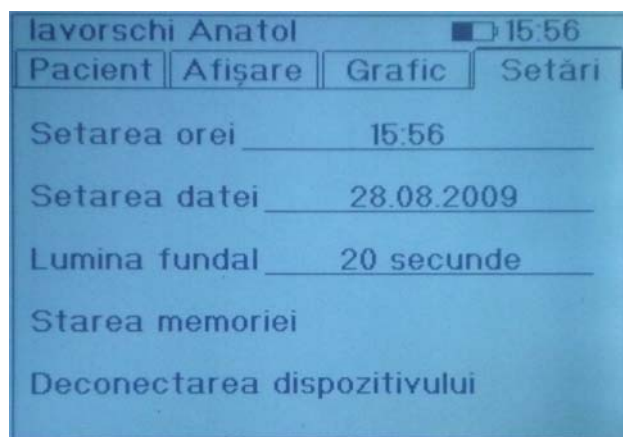 Iavorschi Anatol 15:56
Pacient Afișare Grafic Setări
Setarea orei 15:56
Setarea datei 28.08.2009
Lumina fundal 20 secunde
Starea memoriei
Deconectarea dispozitivului